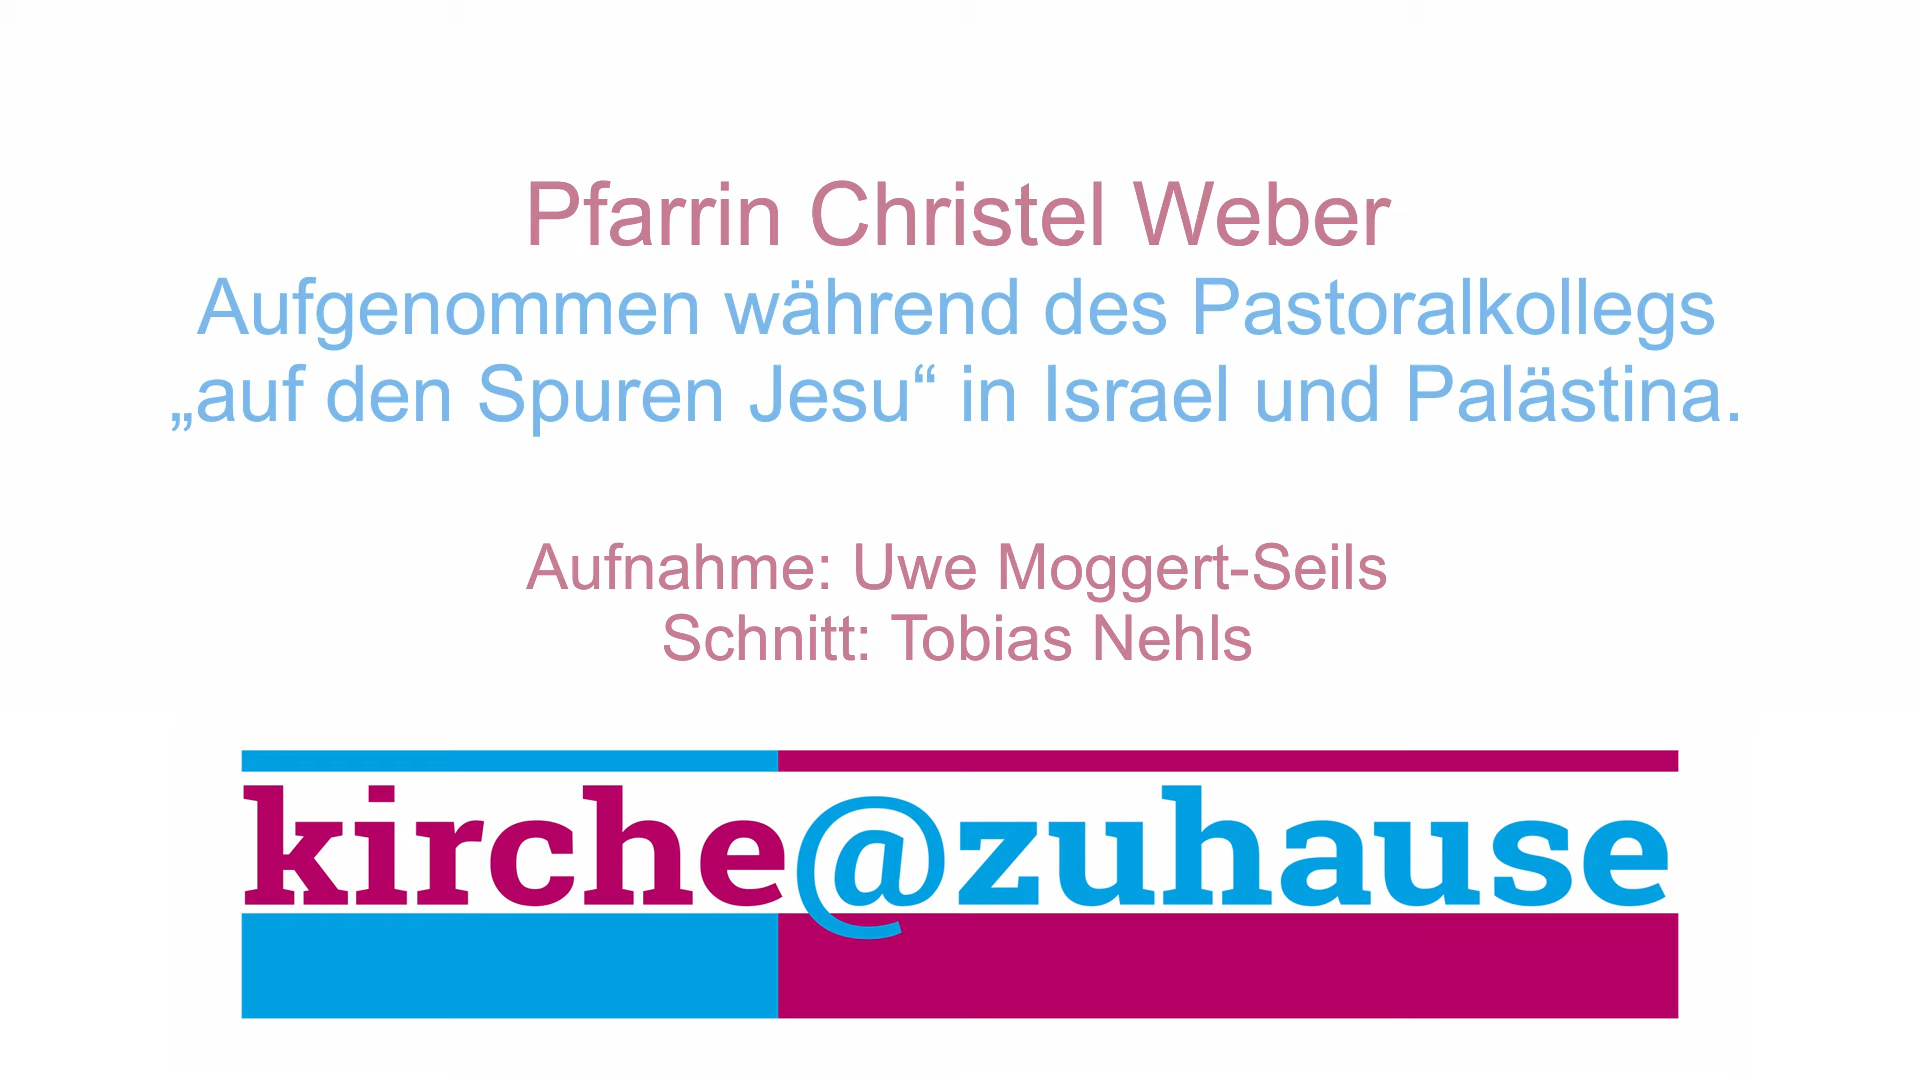 Pfarrin Christel Weber
Aufgenommen während des Pastoralkollegs
„auf den Spuren Jesu“ in Israel und Palästina.
Aufnahme: Uwe Moggert-Seils
Schnitt: Tobias Nehls
kirche@zuhause